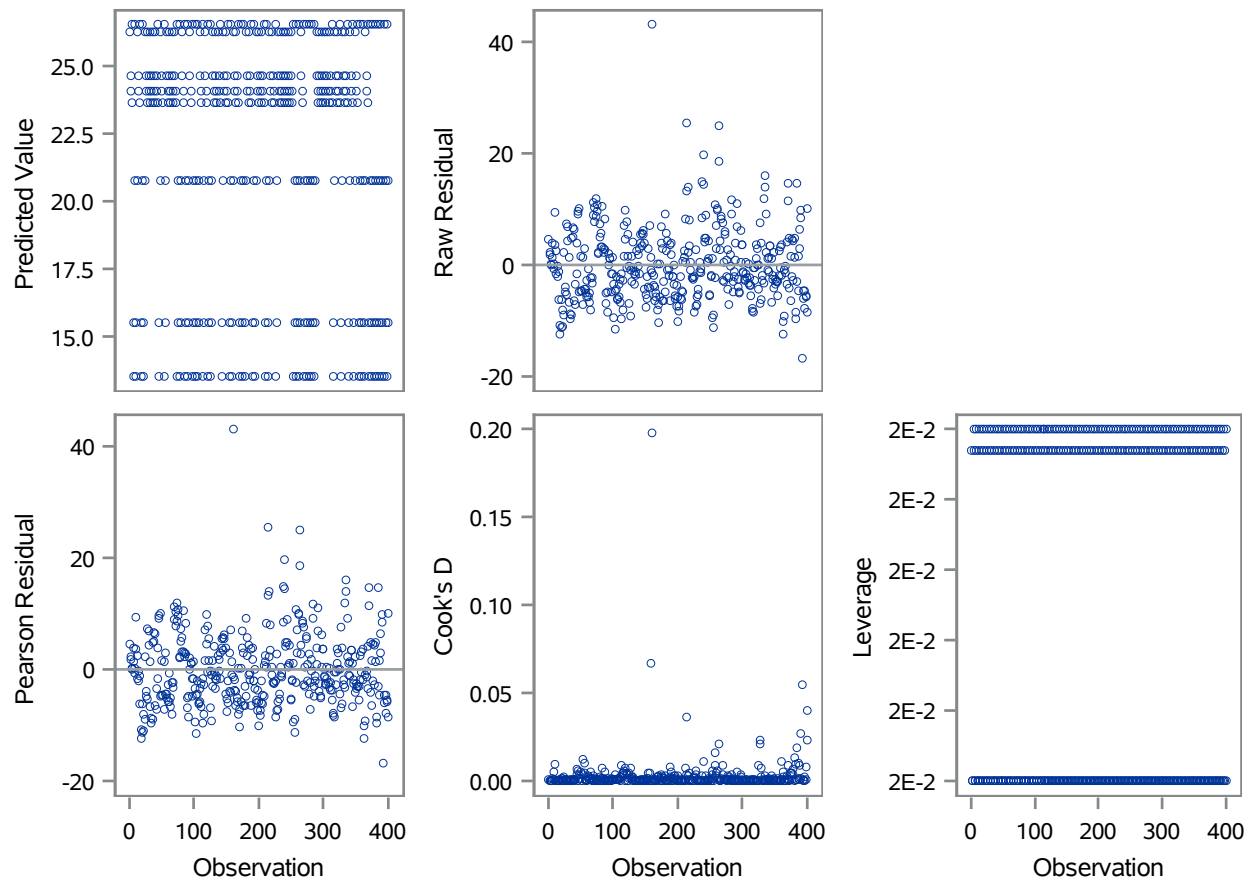 Predicted Value
25.0
22.5
20.0
17.5
15.0
Raw Residual
40
20
0
-20
Pearson Residual
40
20
0
-20
0 100 200 300 400
Observation
Cook's D
0.20
0.15
0.10
0.05
0.00
0 100 200 300 400
Observation
Leverage
2E-2
2E-2
2E-2
2E-2
2E-2
2E-2
0 100 200 300 400
Observation